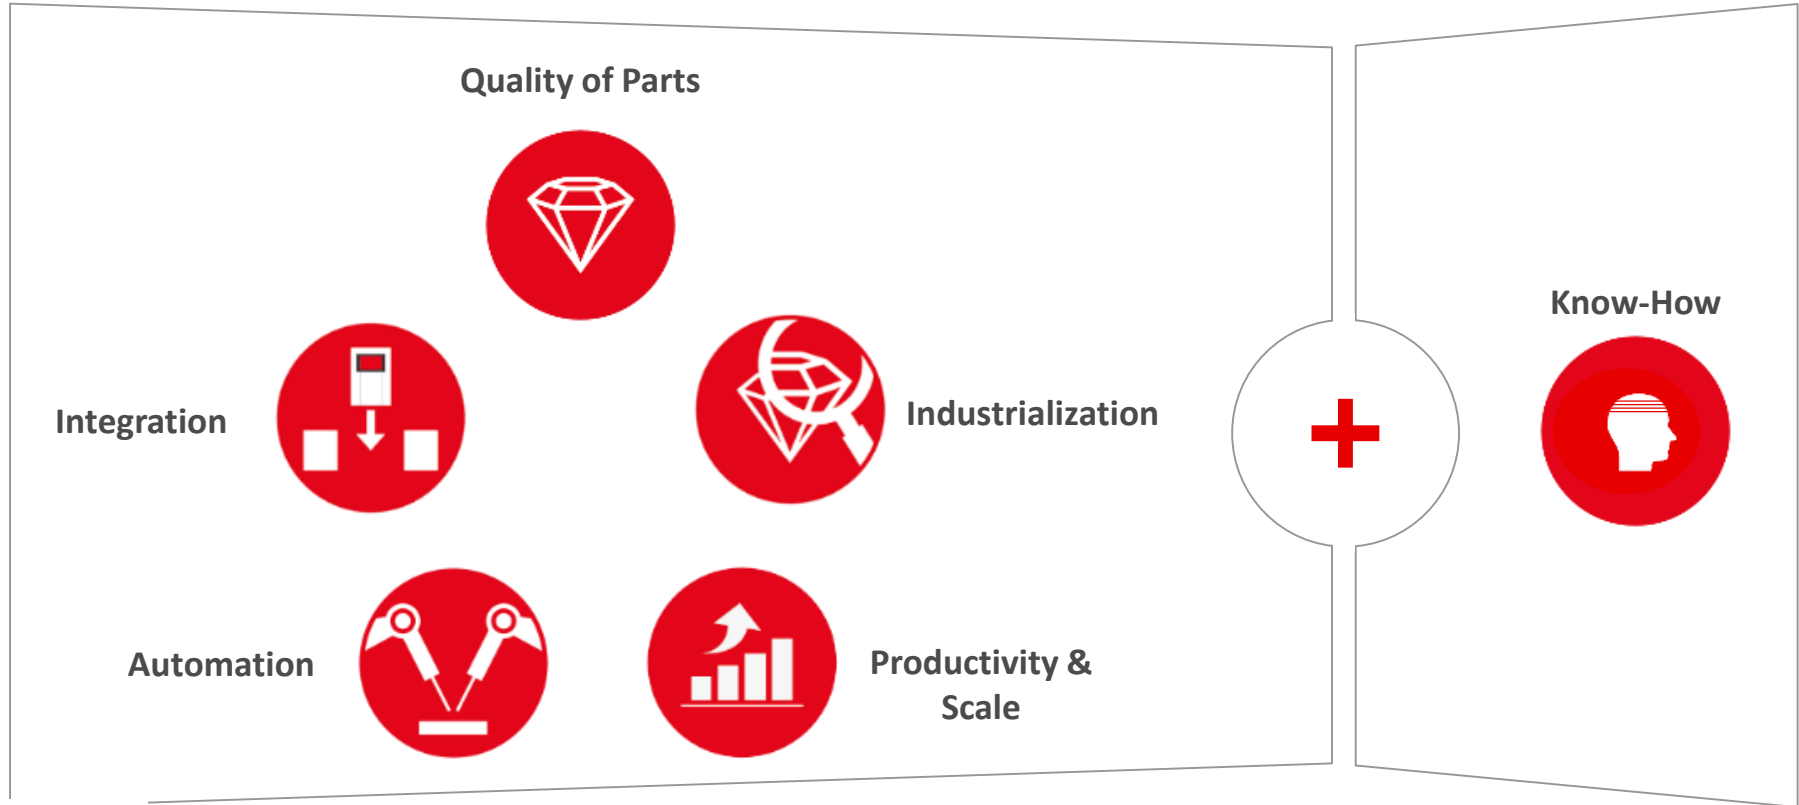 Quality of Parts
Integration
Industrialization
Automation
Productivity &
Scale
Know-How